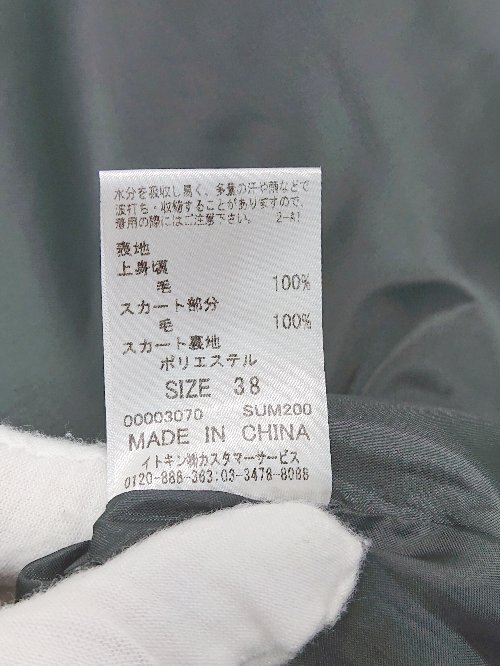 水分を吸収し易く、多量の汗や雨などで
波打ち・収縮することがありますので、
着用の際にはご注意下さい。 2-A1
表地
上身頃
毛 100%
スカート部分
毛 100%
スカート裏地
ポリエステル
SIZE 38
00003070 SUM200
MADE IN CHINA
イトキン㈱カスタマーサービス
0120-888-363:03-3478-8088